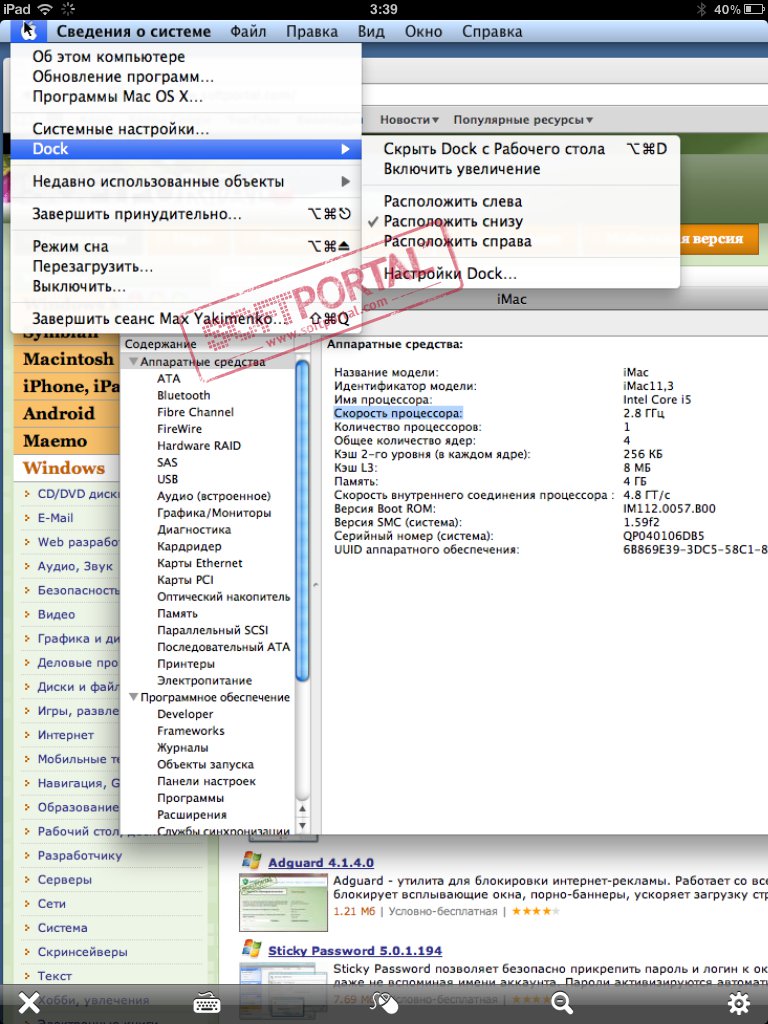 iPad 3:39 40%
Сведения о системе Файл Правка Вид Окно Справка
Об этом компьютере
Обновление программ...
Программы Mac OS X...
Системные настройки...
Dock
Недавно использованные объекты
Завершить принудительно... ⌥⌘⎋
Режим сна ⌥⌘⏏
Перезагрузить...
Выключить...
Завершить сеанс Max Yakimenko... ⇧⌘Q
Новости▾ Популярные ресурсы▾
Скрыть Dock с Рабочего стола ⌥⌘D
Включить увеличение
Расположить слева
✓ Расположить снизу
Расположить справа
Настройки Dock...
версия
SOFTPORTAL
www.softportal.com
iMac
Symbian
Macintosh
iPhone, iPa
Android
Maemo
Windows
CD/DVD диск
E-Mail
Web разрабо
Аудио, Звук
Безопасность
Видео
Графика и ди
Деловые про
Диски и файл
Игры, развле
Интернет
Мобильные те
Навигация, G
Образование
Рабочий стол,
Разработчику
Серверы
Сети
Система
Скринсейверы
Текст
Хобби, увлечения
Электронные книги
Содержание
Аппаратные средства
ATA
Bluetooth
Fibre Channel
FireWire
Hardware RAID
SAS
USB
Аудио (встроенное)
Графика/Мониторы
Диагностика
Кардридер
Карты Ethernet
Карты PCI
Оптический накопитель
Память
Параллельный SCSI
Последовательный ATA
Принтеры
Электропитание
Программное обеспечение
Developer
Frameworks
Журналы
Объекты запуска
Панели настроек
Программы
Расширения
Службы синхронизации
Аппаратные средства:
Название модели: iMac
Идентификатор модели: iMac11,3
Имя процессора: Intel Core i5
Скорость процессора: 2.8 ГГц
Количество процессоров: 1
Общее количество ядер: 4
Кэш 2-го уровня (в каждом ядре): 256 КБ
Кэш L3: 8 МБ
Память: 4 ГБ
Скорость внутреннего соединения процессора : 4.8 ГТ/с
Версия Boot ROM: IM112.0057.B00
Версия SMC (система): 1.59f2
Серийный номер (система): QP040106DB5
UUID аппаратного обеспечения: 6B869E39-3DC5-58C1-8
Adguard 4.1.4.0
Adguard - утилита для блокировки интернет-рекламы. Работает со все
блокирует всплывающие окна, порно-баннеры, ускоряет загрузку стр
1.21 Мб | Условно-бесплатная |
Sticky Password 5.0.1.194
Sticky Password позволяет безопасно прикрепить пароль и логин к ок
даже не вспоминая имени аккаунта. Пароли активизируются автомат
7.69 Мб | Условно-бесплатная |